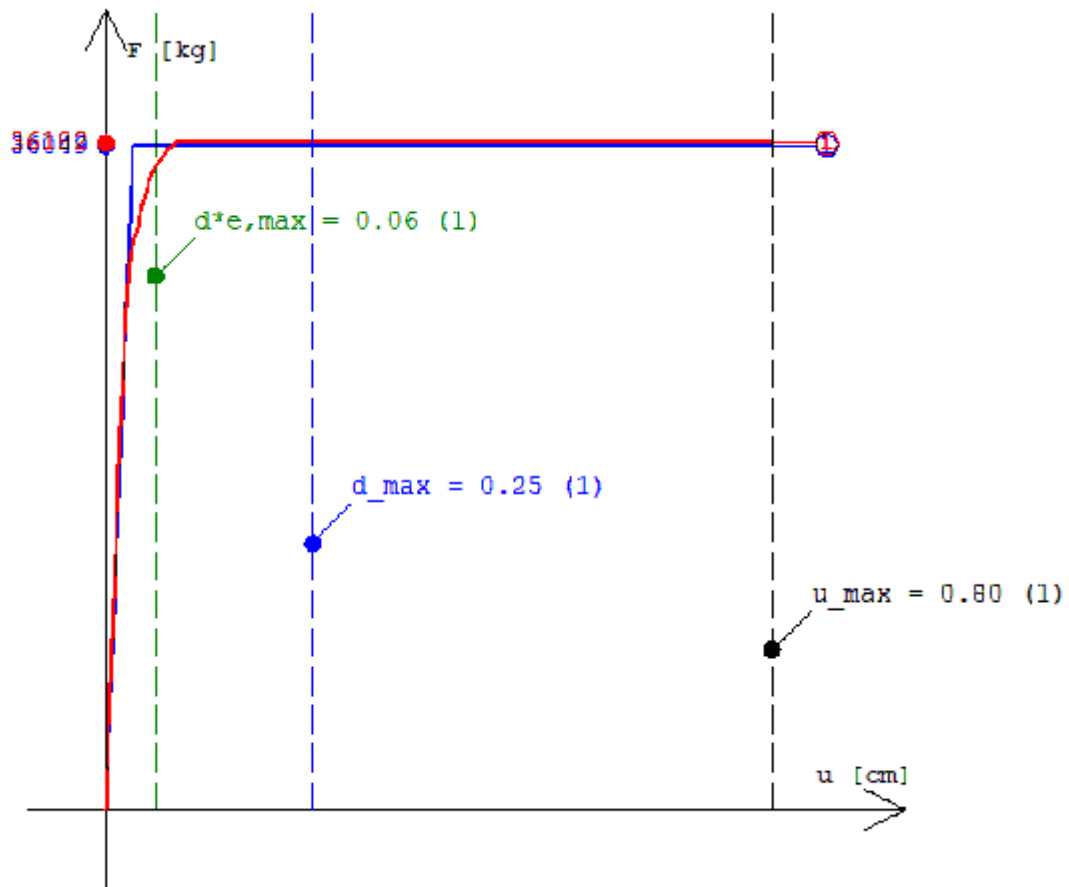 F [kg]
d*e,max = 0.06 (1)
d_max = 0.25 (1)
u_max = 0.80 (1)
u [cm]